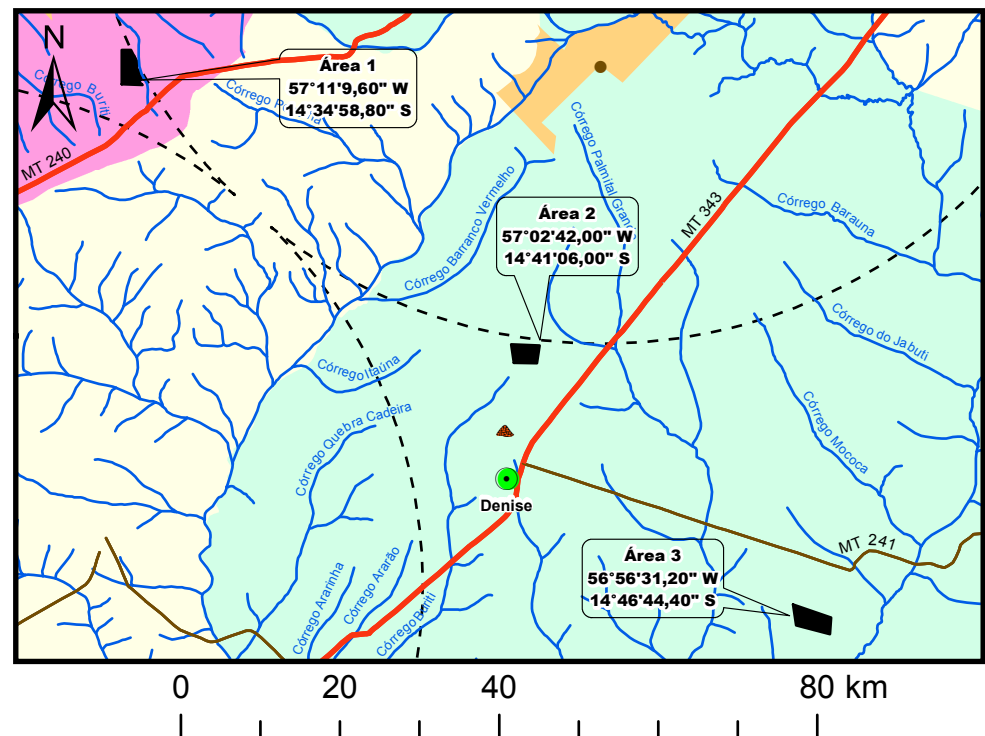 N
Área 1
57°11'9,60" W
14°34'58,80" S
Córrego Buriti
Córrego
MT 240
Córrego Palmital Grande
Córrego Barranco Vermelho
Área 2
57°02'42,00" W
14°41'06,00" S
MT 343
Córrego Barauna
Córrego do Jabuti
Córrego Itaúna
Córrego Quebra Cadeira
Córrego Mococa
Denise
MT 241
Área 3
56°56'31,20" W
14°46'44,40" S
Córrego Ararinha
Córrego Ararão
Córrego Buriti
0 20 40 80 km